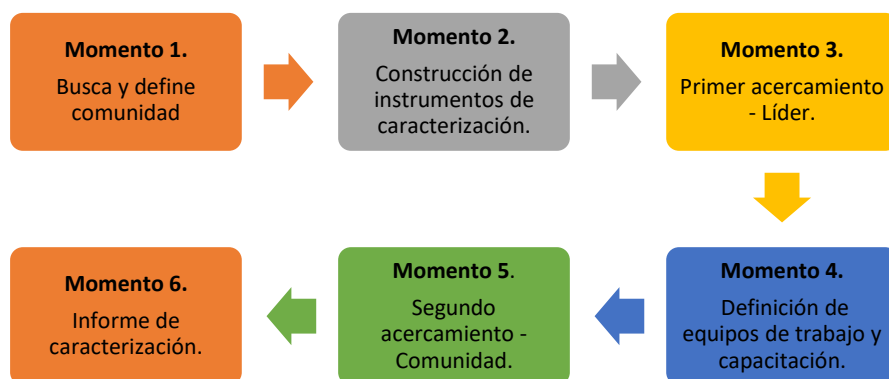 Momento 1.
Busca y define
comunidad
Momento 2.
Construcción de
instrumentos de
caracterización.
Momento 3.
Primer acercamiento
- Líder.
Momento 4.
Definición de
equipos de trabajo y
capacitación.
Momento 5.
Segundo
acercamiento -
Comunidad.
Momento 6.
Informe de
caracterización.